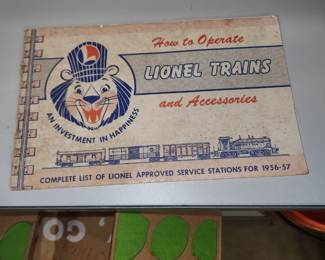 How to Operate
LIONEL TRAINS
and Accessories
AN INVESTMENT IN HAPPINESS
COMPLETE LIST OF LIONEL APPROVED SERVICE STATIONS FOR 1956-57
CO